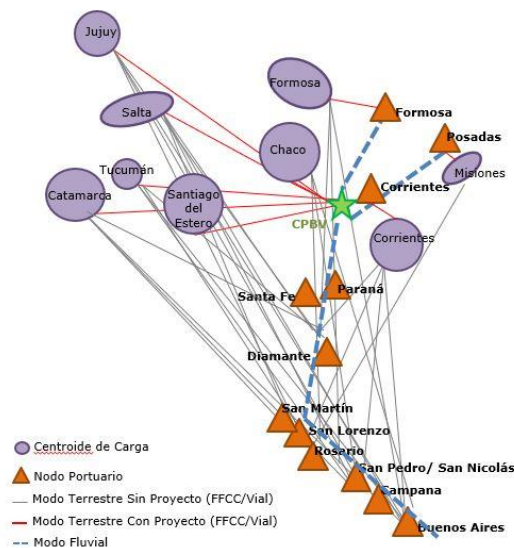 Jujuy
Formosa
Salta
Formosa
Posadas
Chaco
Tucumán
Misiones
Catamarca
Santiago
del
Estero
Corrientes
CPBV
Corrientes
Santa Fe
Paraná
Diamante
San Martín
San Lorenzo
Rosario
San Pedro/ San Nicolás
Campana
Buenos Aires
Centroide de Carga
Nodo Portuario
Modo Terrestre Sin Proyecto (FFCC/Vial)
Modo Terrestre Con Proyecto (FFCC/Vial)
Modo Fluvial